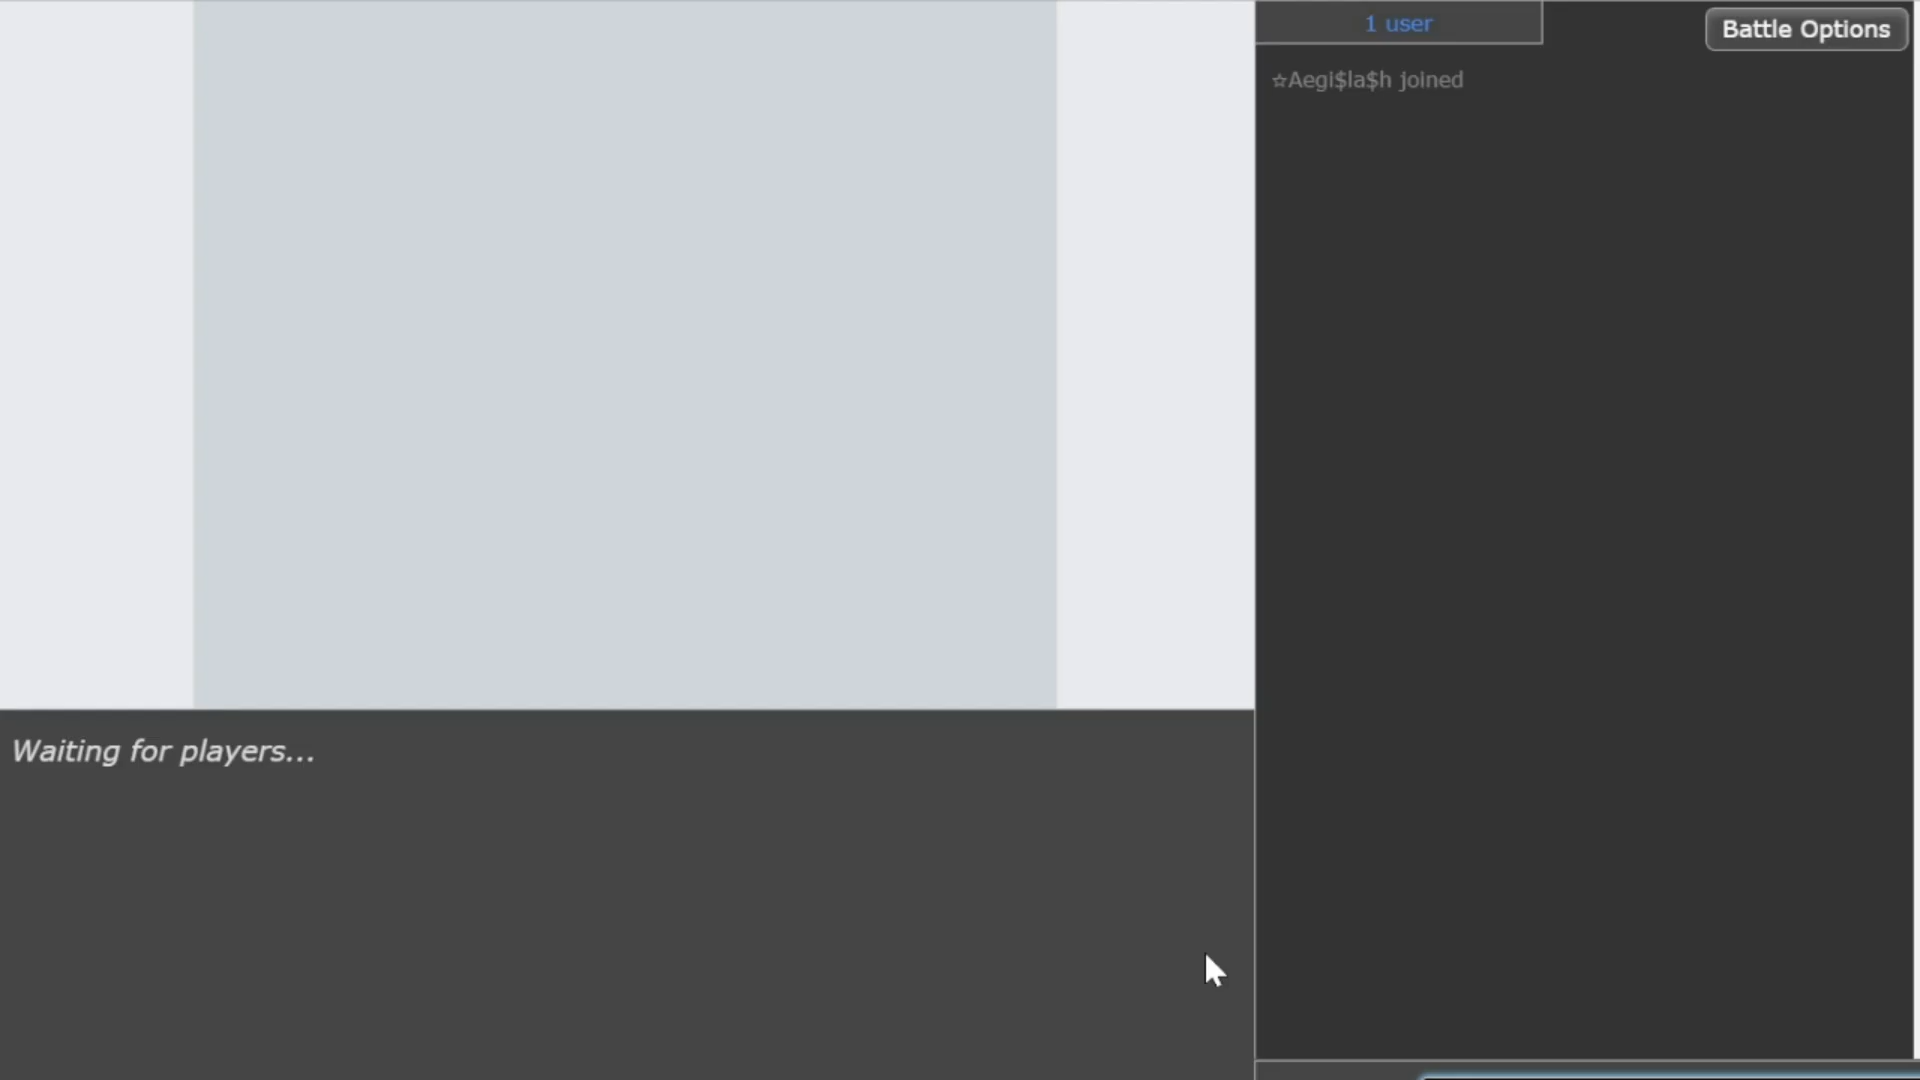 1 user
Battle Options
☆Aegi$la$h joined
Waiting for players...